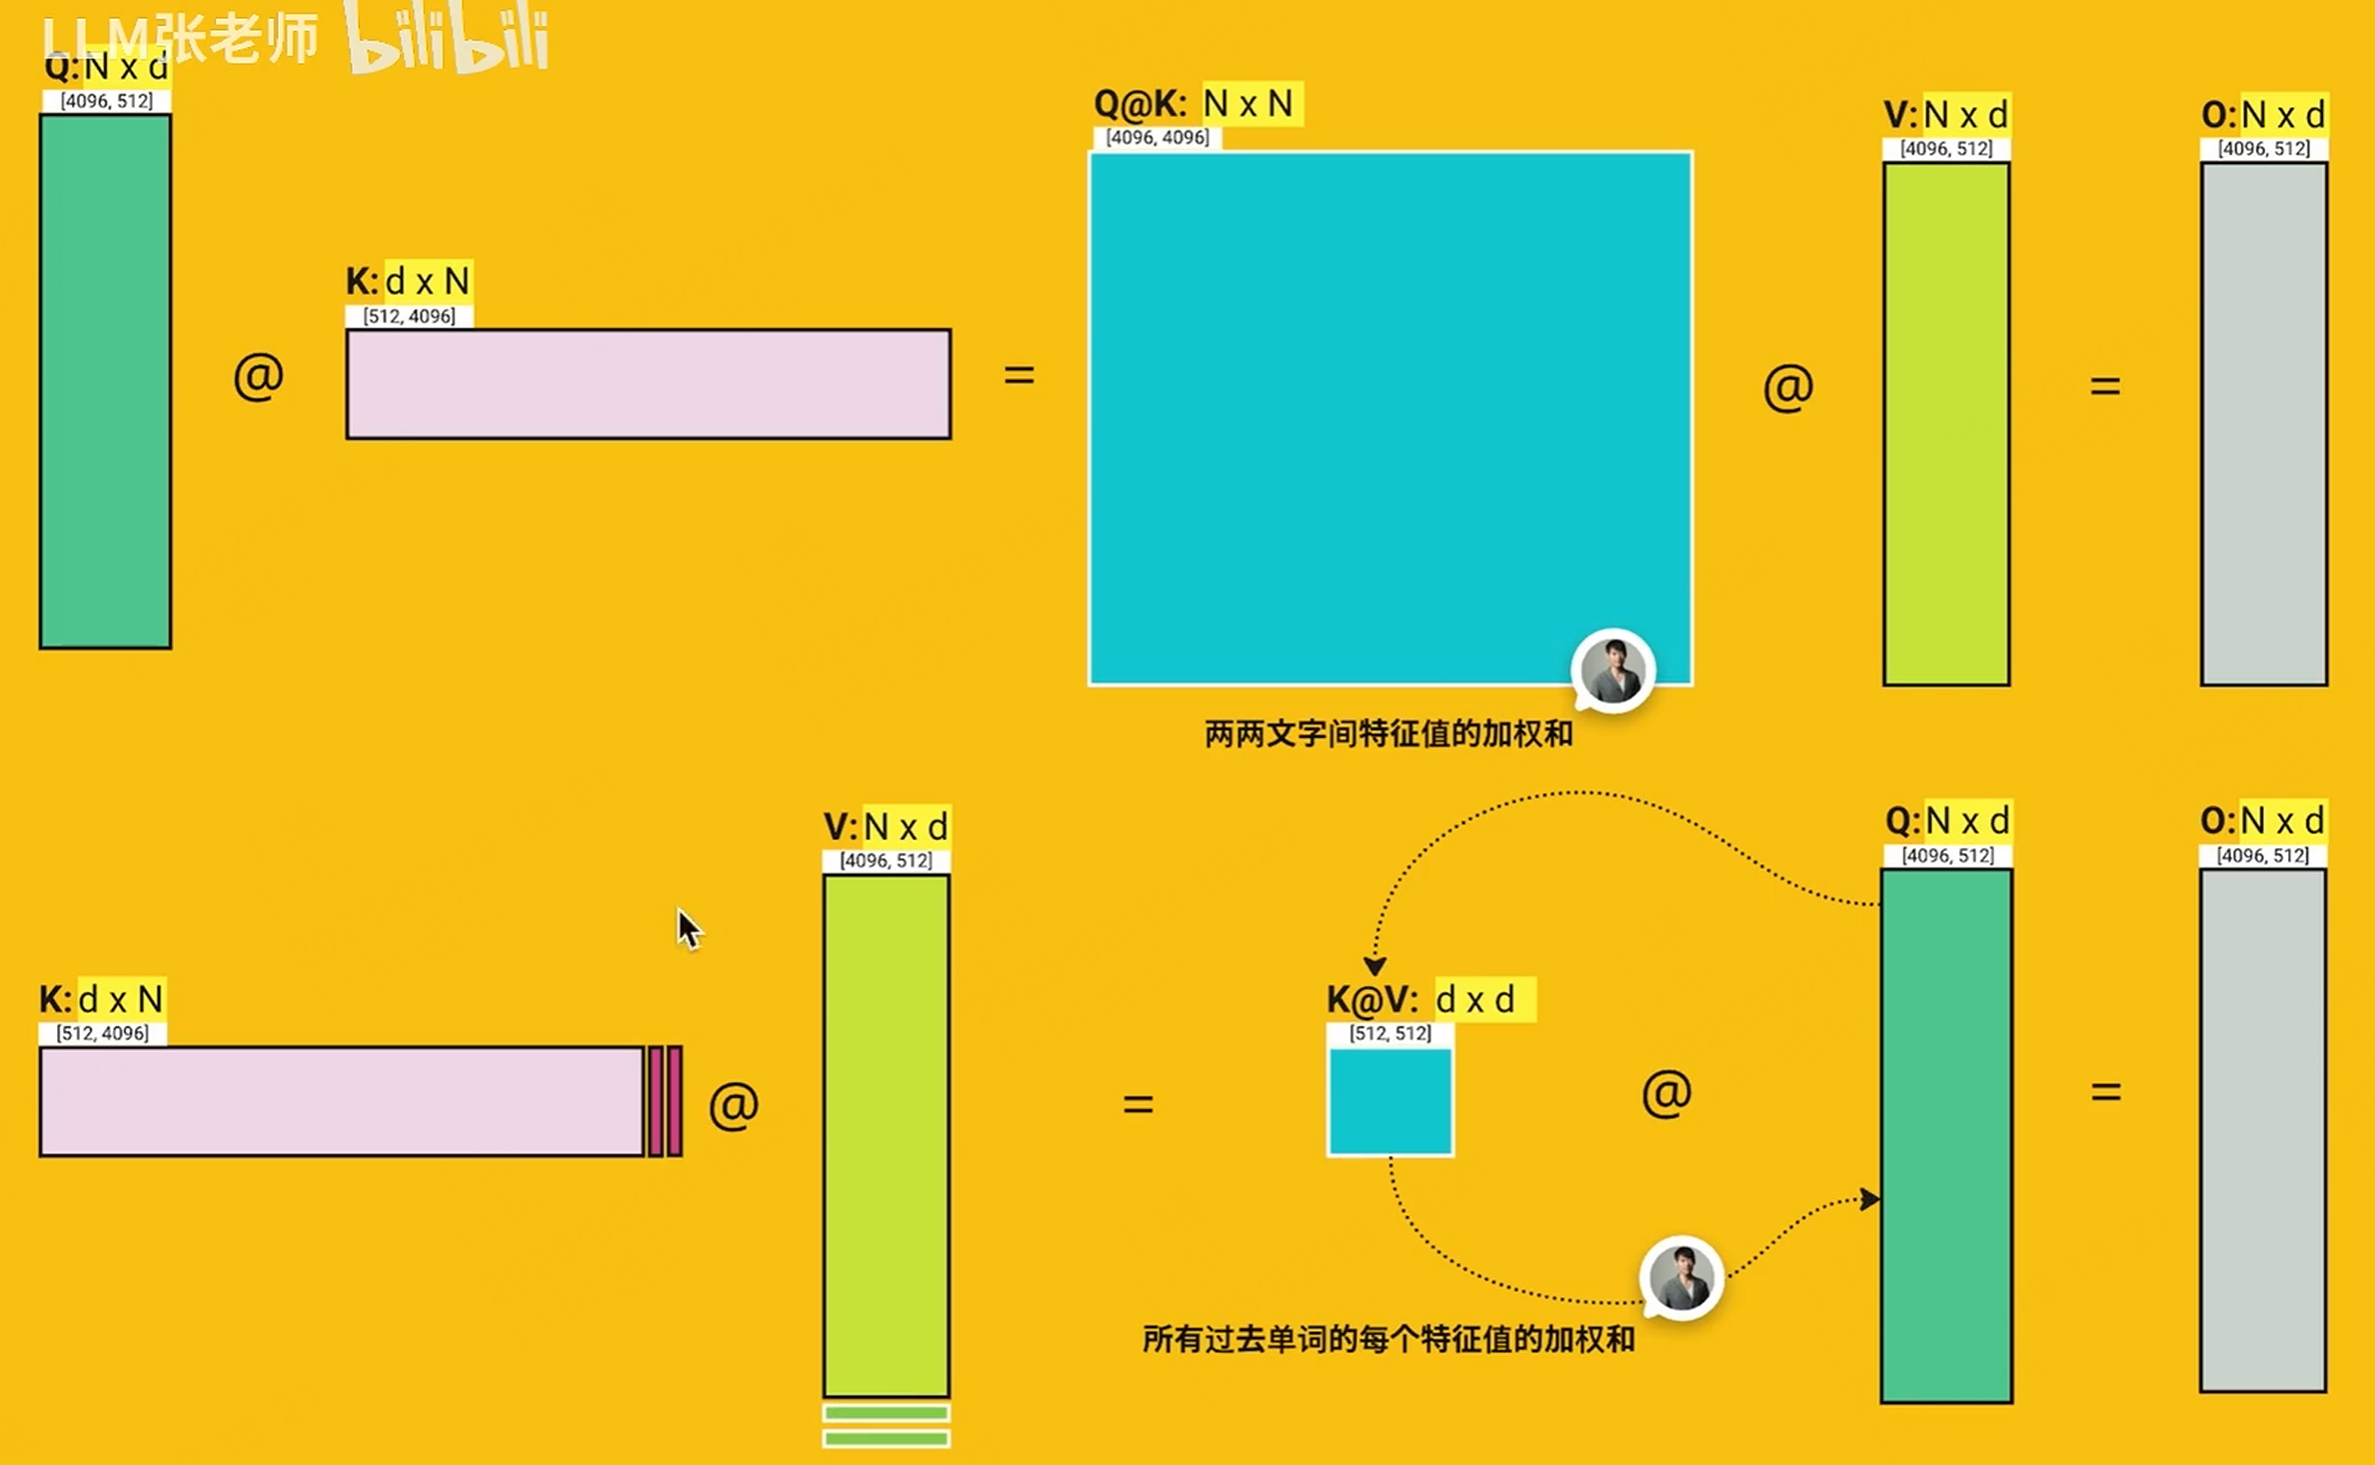 LLM张老师 bilibili
Q: N x d
[4096, 512]
@
K: d x N
[512, 4096]
=
Q@K: N x N
[4096, 4096]
两两文字间特征值的加权和
@
V: N x d
[4096, 512]
=
O: N x d
[4096, 512]
K: d x N
[512, 4096]
@
V: N x d
[4096, 512]
=
K@V: d x d
[512, 512]
所有过去单词的每个特征值的加权和
@
Q: N x d
[4096, 512]
=
O: N x d
[4096, 512]